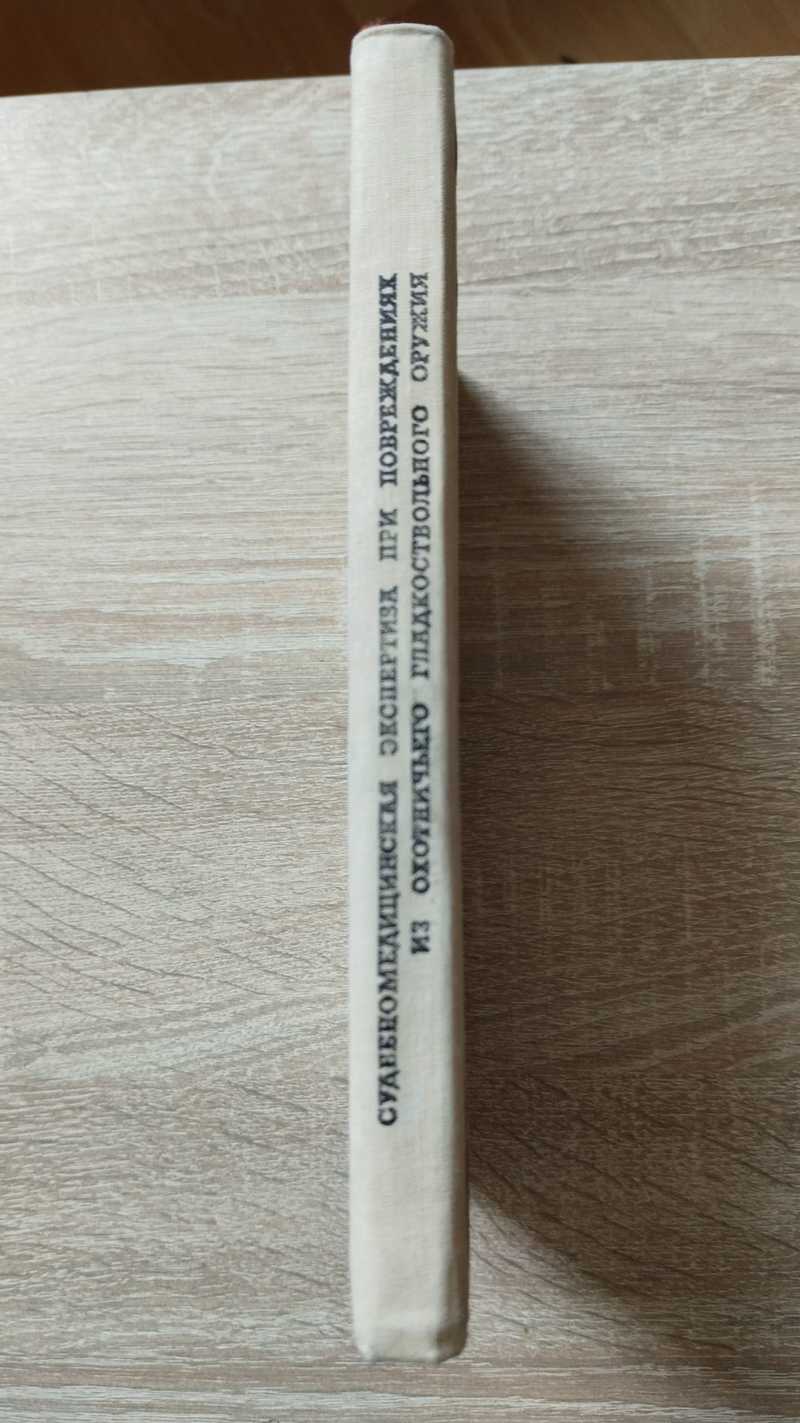 СУДЕБНОМЕДИЦИНСКАЯ ЭКСПЕРТИЗА ПРИ ПОВРЕЖДЕНИЯХ
ИЗ ОХОТНИЧЬЕГО ГЛАДКОСТВОЛЬНОГО ОРУЖИЯ